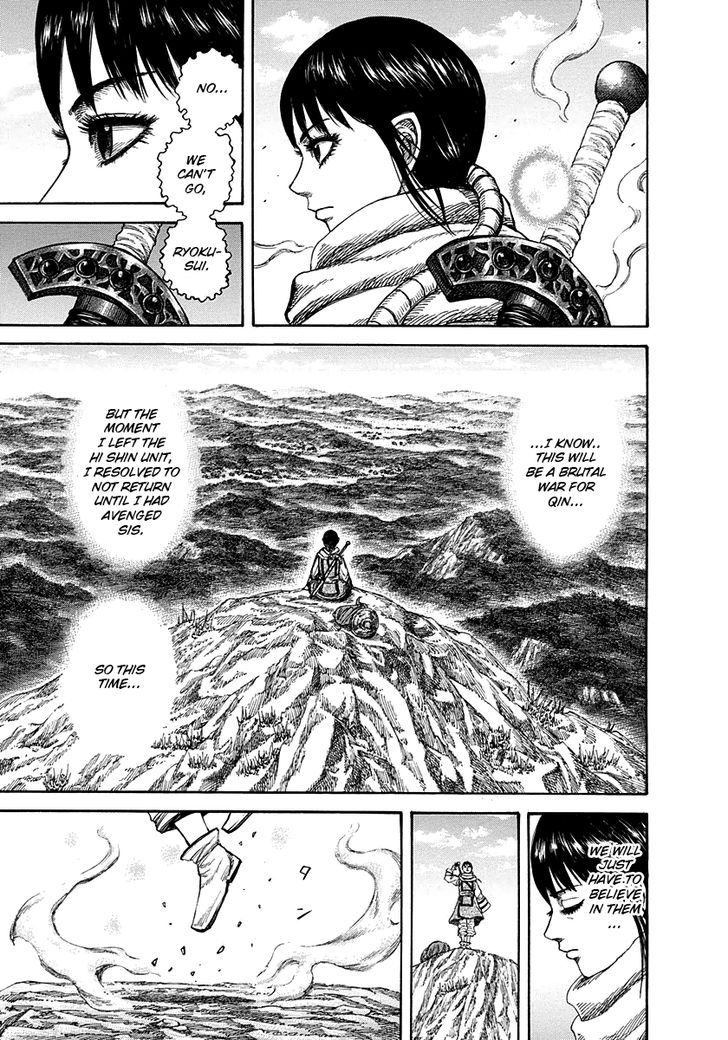 NO...
WE
CAN'T
GO,
RYOKU-
SUI.
...I KNOW..
THIS WILL
BE A BRUTAL
WAR FOR
QIN...
BUT THE
MOMENT
I LEFT THE
HI SHIN UNIT,
I RESOLVED TO
NOT RETURN
UNTIL I HAD
AVENGED
SIS.
SO THIS
TIME...
WE WILL
JUST
HAVE TO
BELIEVE
IN THEM
...